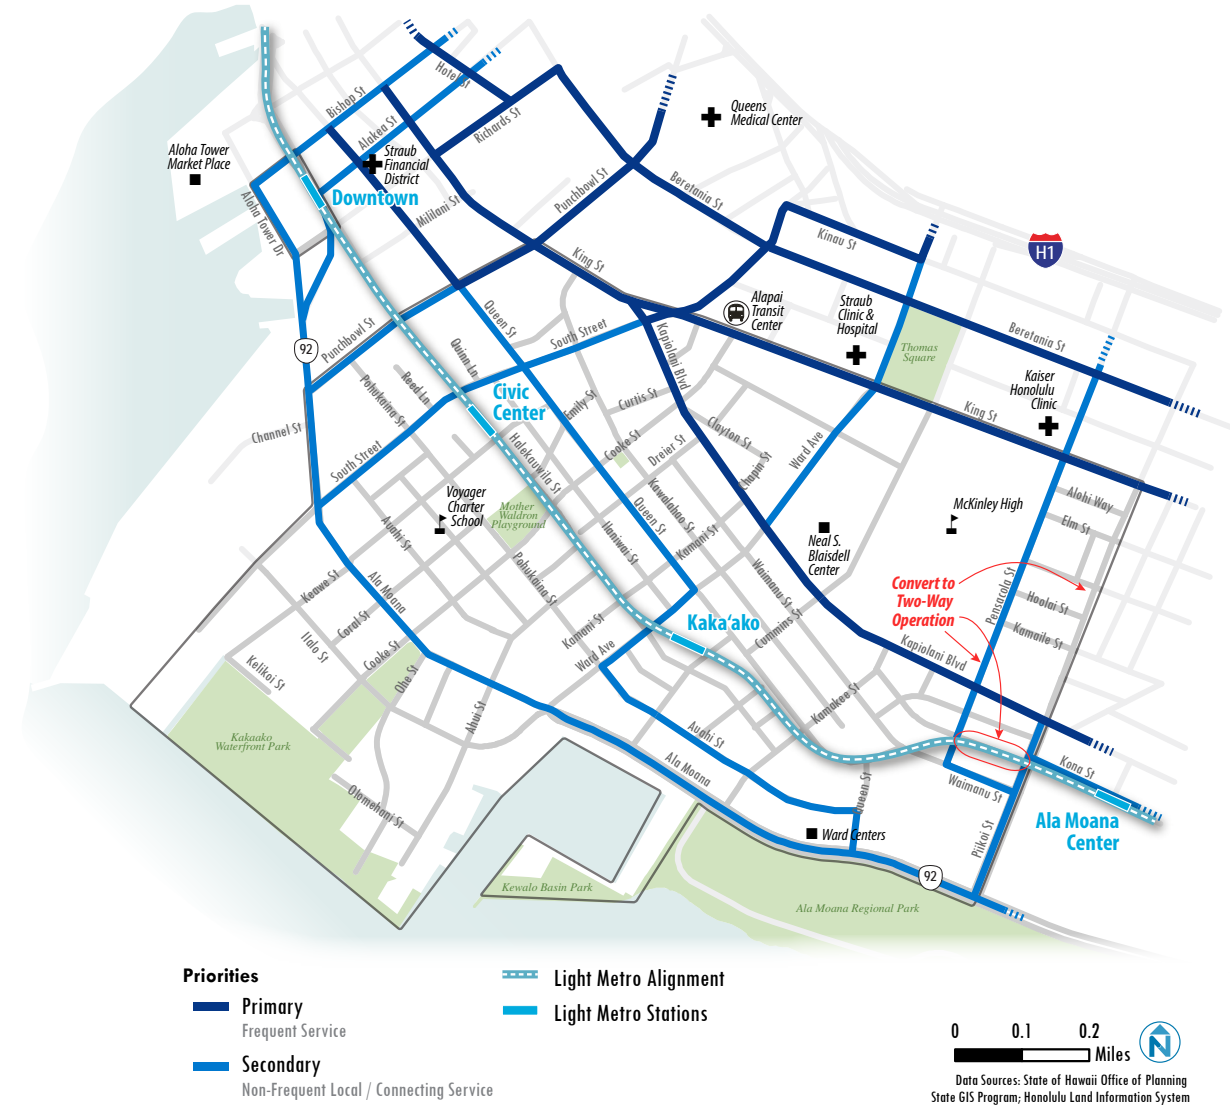 Hotel St
Bishop St
Alakea St
Richards St
Queens
Medical Center
Aloha Tower
Market Place
Straub
Financial
District
Downtown
Mililani St
Punchbowl St
Beretania St
Aloha Tower Dr
Kinau St
H1
King St
Alapai
Transit
Center
Straub
Clinic &
Hospital
Queen St
South Street
Kapiolani Blvd
Thomas
Square
Beretania St
92
Punchbowl St
Quinn Ln
Reed Ln
Pohukaina St
Civic
Center
Emily St
Curtis St
Kaiser
Honolulu
Clinic
King St
Channel St
South Street
Halekauwila St
Cooke St
Dreier St
Clayton St
Chapin St
Ward Ave
Voyager
Charter
School
Mother
Waldron
Playground
Kawaiahao St
Queen St
Kamani St
Ilaniwai St
Auahi St
McKinley High
Alohi Way
Elm St
Neal S.
Blaisdell
Center
Convert to
Two-Way
Operation
Pensacola St
Hoolai St
Kamaile St
Keawe St
Ala Moana
Pohukaina St
Waimanu St
Coral St
Ilalo St
Cooke St
Kamani St
Ward Ave
Kaka‘ako
Cummins St
Kapiolani Blvd
Kelikoi St
Ohe St
Ahui St
Kamakee St
Auahi St
Kakaako
Waterfront Park
Ala Moana
Queen St
Waimanu St
Kona St
Olomehani St
Ala Moana
Center
Ward Centers
Piikoi St
92
Kewalo Basin Park
Ala Moana Regional Park
Priorities
Primary
Frequent Service
Secondary
Non-Frequent Local / Connecting Service
Light Metro Alignment
Light Metro Stations
0 0.1 0.2
Miles
N
Data Sources: State of Hawaii Office of Planning
State GIS Program; Honolulu Land Information System